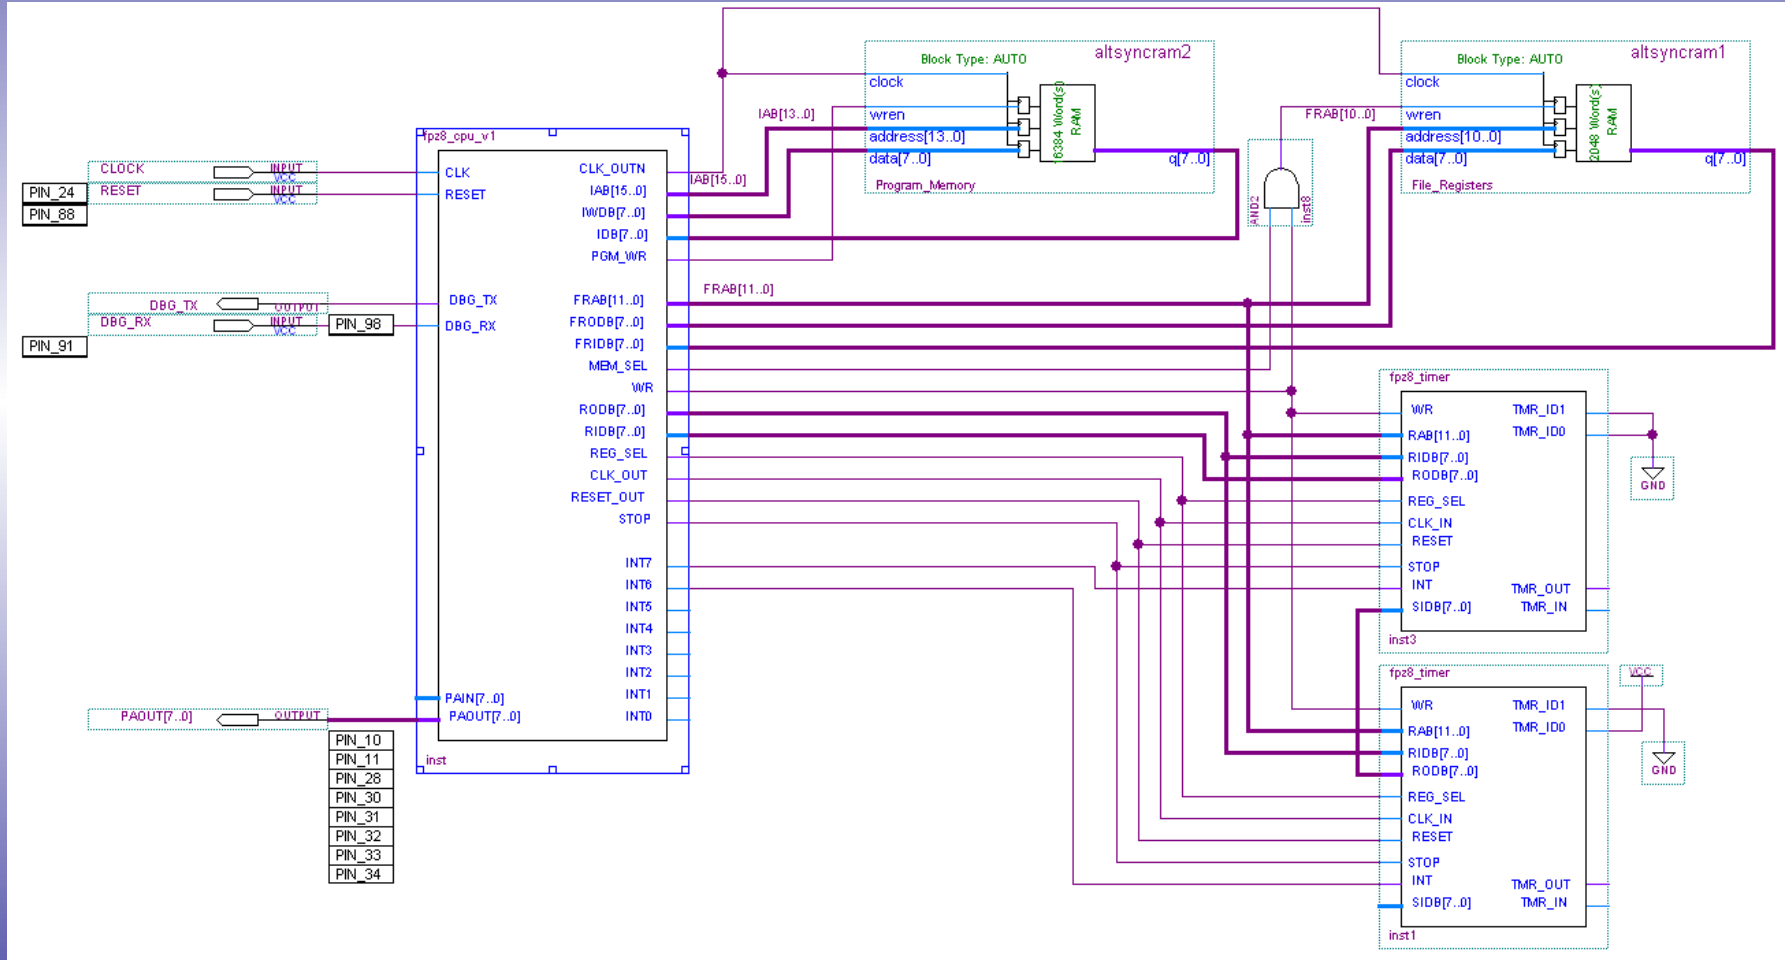 altsyncram2
Block Type: AUTO
clock
wren
address[13..0]
data[7..0]
16384 Word(s)
RAM
q[7..0]
Program_Memory
IAB[13..0]
altsyncram1
Block Type: AUTO
clock
wren
address[10..0]
data[7..0]
2048 Word(s)
RAM
q[7..0]
File_Registers
FRAB[10..0]
AND2
inst8
CLOCK
INPUT
VCC
RESET
INPUT
VCC
PIN_24
PIN_88
DBG_TX
OUTPUT
DBG_RX
INPUT
VCC
PIN_98
PIN_91
PAOUT[7..0]
OUTPUT
PIN_10
PIN_11
PIN_28
PIN_30
PIN_31
PIN_32
PIN_33
PIN_34
fpz8_cpu_v1
CLK
RESET
DBG_TX
DBG_RX
PAIN[7..0]
PAOUT[7..0]
CLK_OUTN
IAB[15..0]
IWDB[7..0]
IDB[7..0]
PGM_WR
FRAB[11..0]
FRODB[7..0]
FRIDB[7..0]
MEM_SEL
WR
RODB[7..0]
RIDB[7..0]
REG_SEL
CLK_OUT
RESET_OUT
STOP
INT7
INT6
INT5
INT4
INT3
INT2
INT1
INT0
inst
IAB[15..0]
FRAB[11..0]
fpz8_timer
WR
RAB[11..0]
RIDB[7..0]
RODB[7..0]
REG_SEL
CLK_IN
RESET
STOP
INT
SIDB[7..0]
TMR_ID1
TMR_ID0
TMR_OUT
TMR_IN
inst3
GND
fpz8_timer
WR
RAB[11..0]
RIDB[7..0]
RODB[7..0]
REG_SEL
CLK_IN
RESET
STOP
INT
SIDB[7..0]
TMR_ID1
TMR_ID0
TMR_OUT
TMR_IN
inst1
VCC
GND